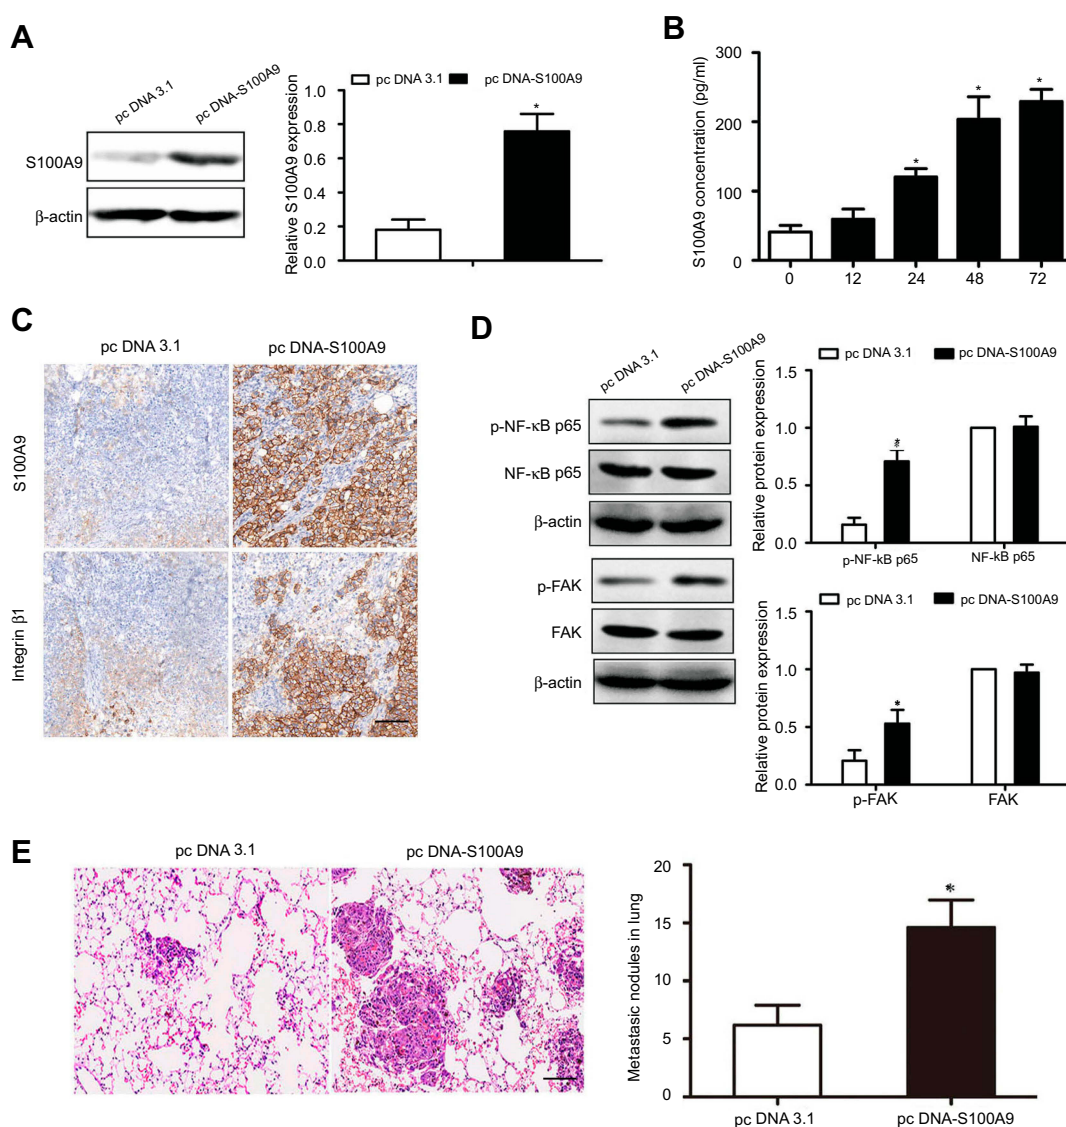 A
pc DNA 3.1
pc DNA-S100A9
S100A9
β-actin
pc DNA 3.1
pc DNA-S100A9
Relative S100A9 expression
1.0
0.8
0.6
0.4
0.2
0.0
*
B
S100A9 concentration (pg/ml)
300
200
100
0
*
*
*
0
12
24
48
72
C
pc DNA 3.1
pc DNA-S100A9
S100A9
Integrin β1
D
pc DNA 3.1
pc DNA-S100A9
p-NF-κB p65
NF-κB p65
β-actin
p-FAK
FAK
β-actin
pc DNA 3.1
pc DNA-S100A9
Relative protein expression
1.5
1.0
0.5
0.0
*
p-NF-kB p65
NF-kB p65
pc DNA 3.1
pc DNA-S100A9
Relative protein expression
1.5
1.0
0.5
0.0
*
p-FAK
FAK
E
pc DNA 3.1
pc DNA-S100A9
Metastasic nodules in lung
20
15
10
5
0
*
pc DNA 3.1
pc DNA-S100A9